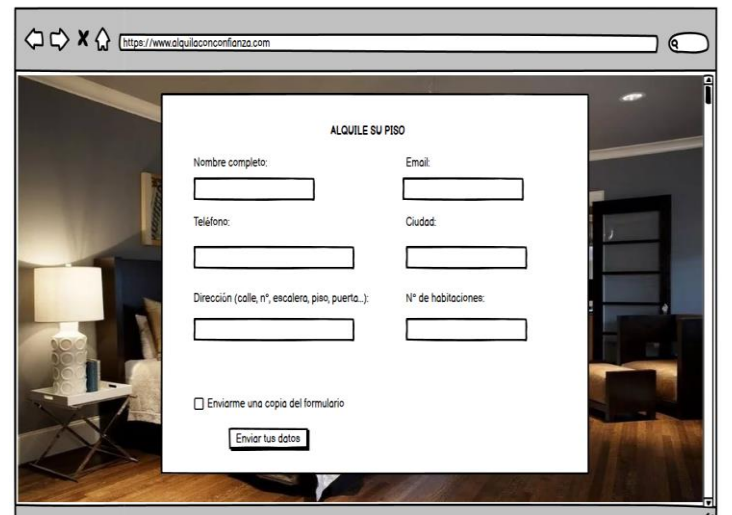 https://www.alquilaconconfianza.com
ALQUILE SU PISO
Nombre completo:
Email:
Teléfono:
Ciudad:
Dirección (calle, nº, escalera, piso, puerta...):
Nº de habitaciones:
Enviarme una copia del formulario
Enviar tus datos